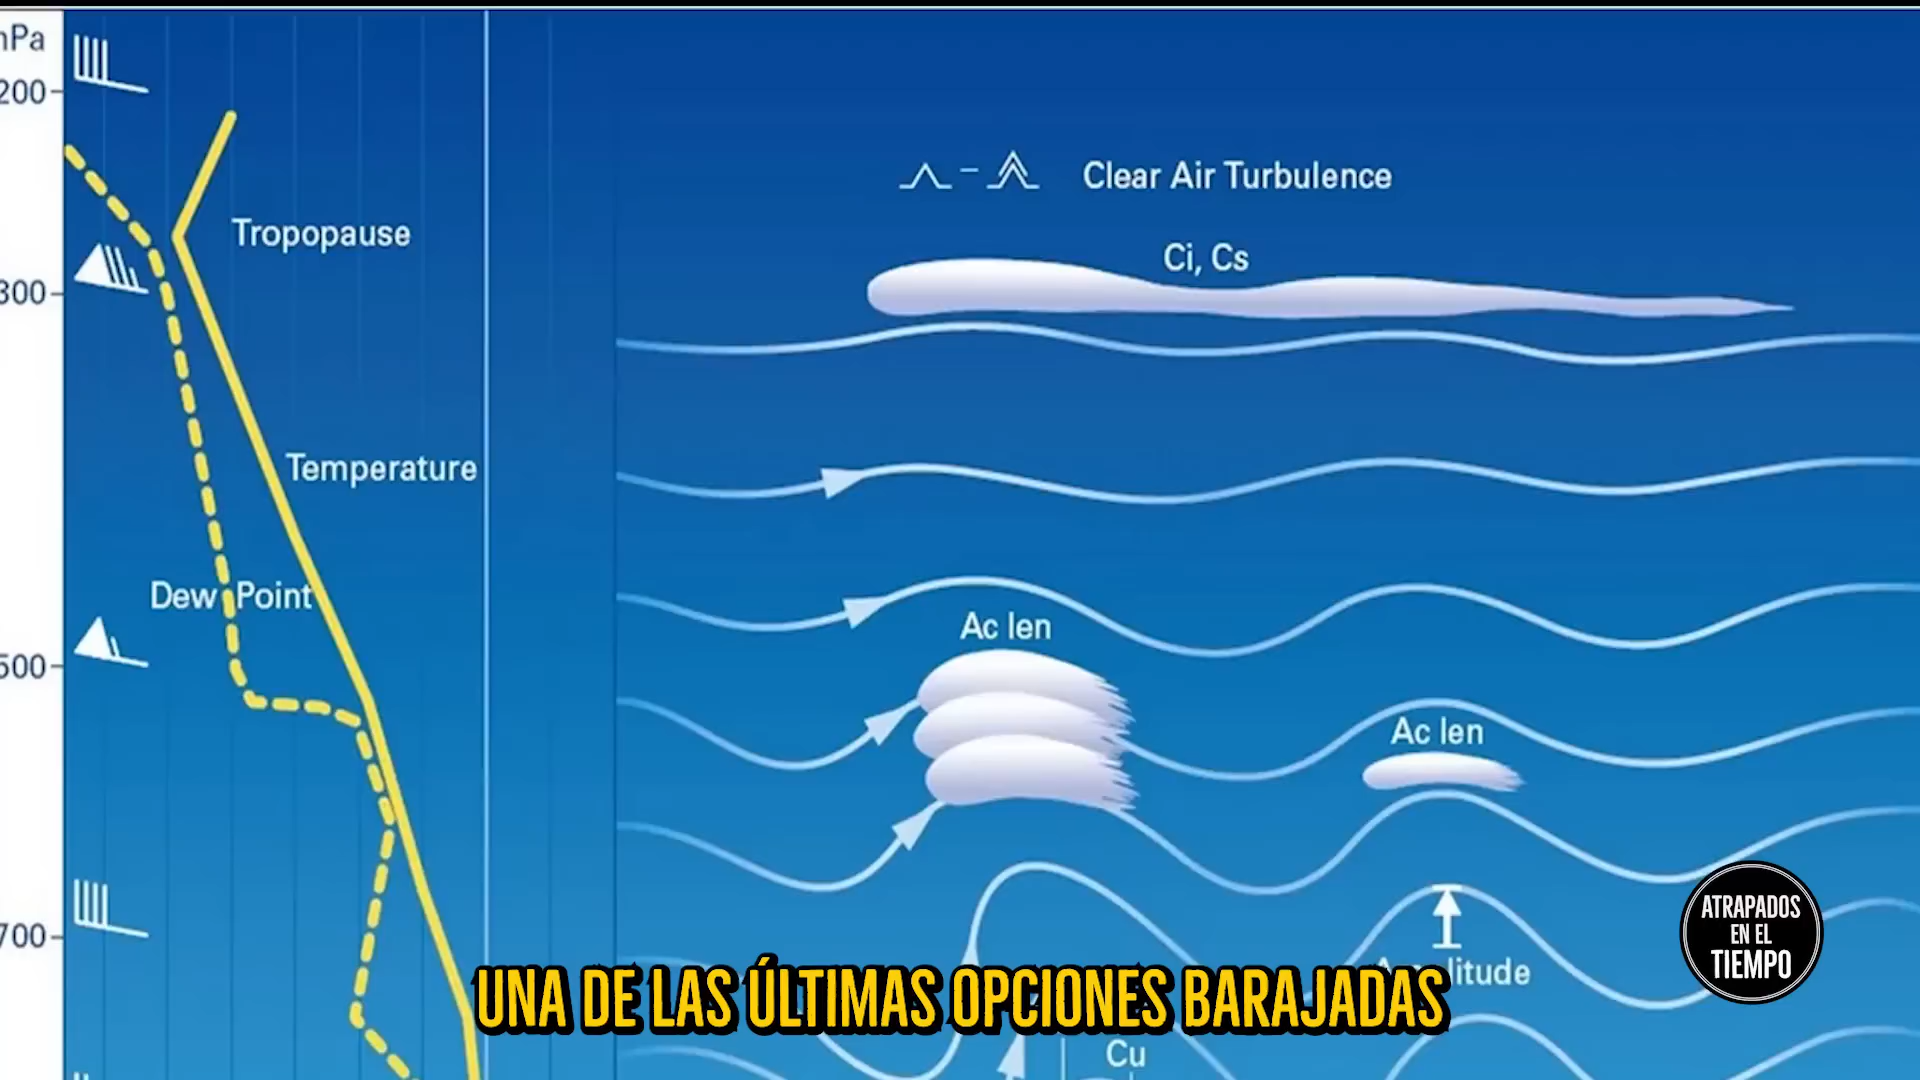 hPa
200
Clear Air Turbulence
Tropopause
Ci, Cs
300
Temperature
Dew Point
Ac len
500
Ac len
700
ATRAPADOS
EN EL
TIEMPO
UNA DE LAS ÚLTIMAS OPCIONES BARAJADAS
Cu